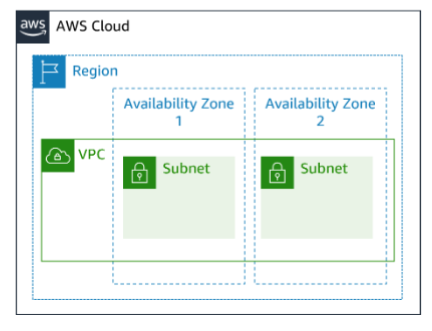 aws
AWS Cloud
Region
Availability Zone
1
Availability Zone
2
VPC
Subnet
Subnet